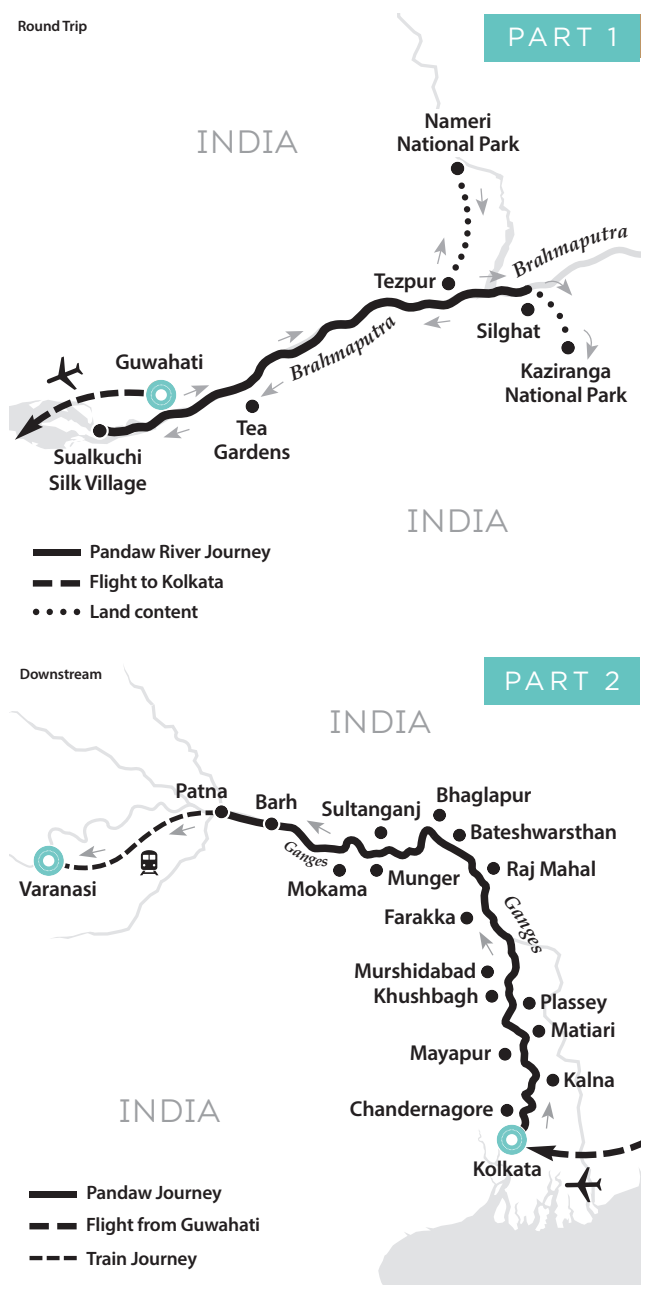 Round Trip
PART 1
INDIA
Nameri
National Park
Brahmaputra
Tezpur
Silghat
Brahmaputra
Guwahati
Kaziranga
National Park
Tea
Gardens
Sualkuchi
Silk Village
INDIA
Pandaw River Journey
Flight to Kolkata
Land content
Downstream
PART 2
INDIA
Patna
Barh
Sultanganj
Bhaglapur
Bateshwarsthan
Ganges
Varanasi
Mokama
Munger
Raj Mahal
Farakka
Ganges
Murshidabad
Khushbagh
Plassey
Matiari
Mayapur
Kalna
INDIA
Chandernagore
Kolkata
Pandaw Journey
Flight from Guwahati
Train Journey